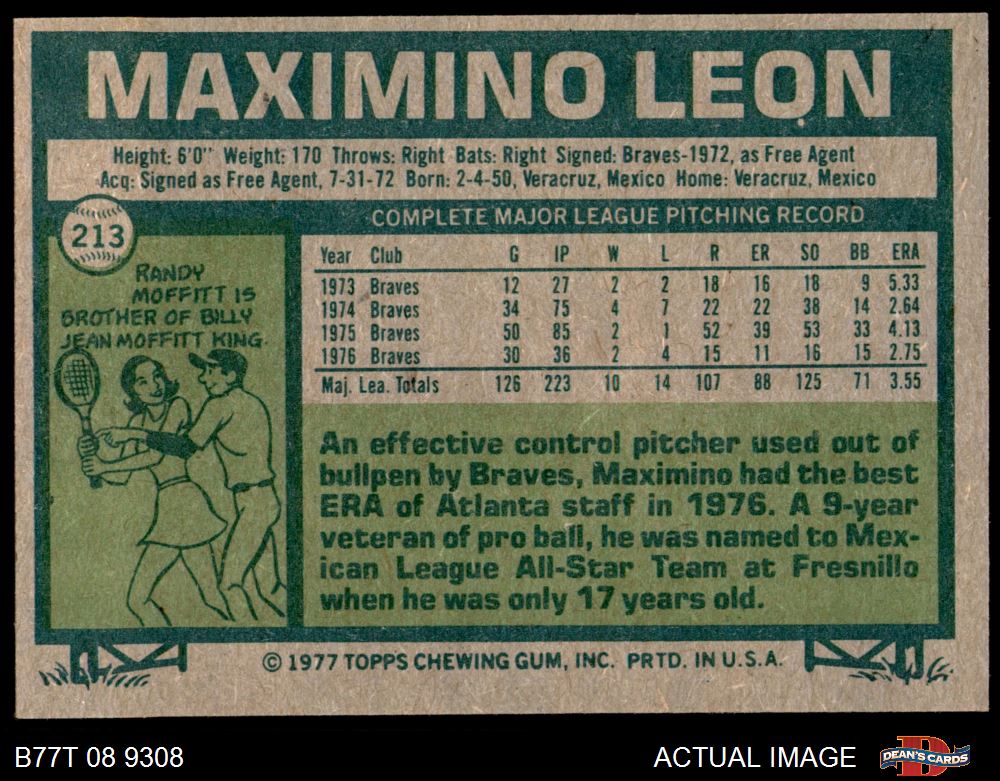 MAXIMINO LEON
Height: 6'0" Weight: 170 Throws: Right Bats: Right Signed: Braves-1972, as Free Agent
Acq: Signed as Free Agent, 7-31-72 Born: 2-4-50, Veracruz, Mexico Home: Veracruz, Mexico
213
RANDY
MOFFITT IS
BROTHER OF BILLY
JEAN MOFFITT KING.
COMPLETE MAJOR LEAGUE PITCHING RECORD
Year Club G IP W L R ER SO BB ERA
1973 Braves 12 27 2 2 18 16 18 9 5.33
1974 Braves 34 75 4 7 22 22 38 14 2.64
1975 Braves 50 85 2 1 52 39 53 33 4.13
1976 Braves 30 36 2 4 15 11 16 15 2.75
Maj. Lea. Totals 126 223 10 14 107 88 125 71 3.55
An effective control pitcher used out of
bullpen by Braves, Maximino had the best
ERA of Atlanta staff in 1976. A 9-year
veteran of pro ball, he was named to Mex-
ican League All-Star Team at Fresnillo
when he was only 17 years old.
© 1977 TOPPS CHEWING GUM, INC. PRTD. IN U.S.A.
B77T 08 9308
ACTUAL IMAGE
DEAN'S CARDS